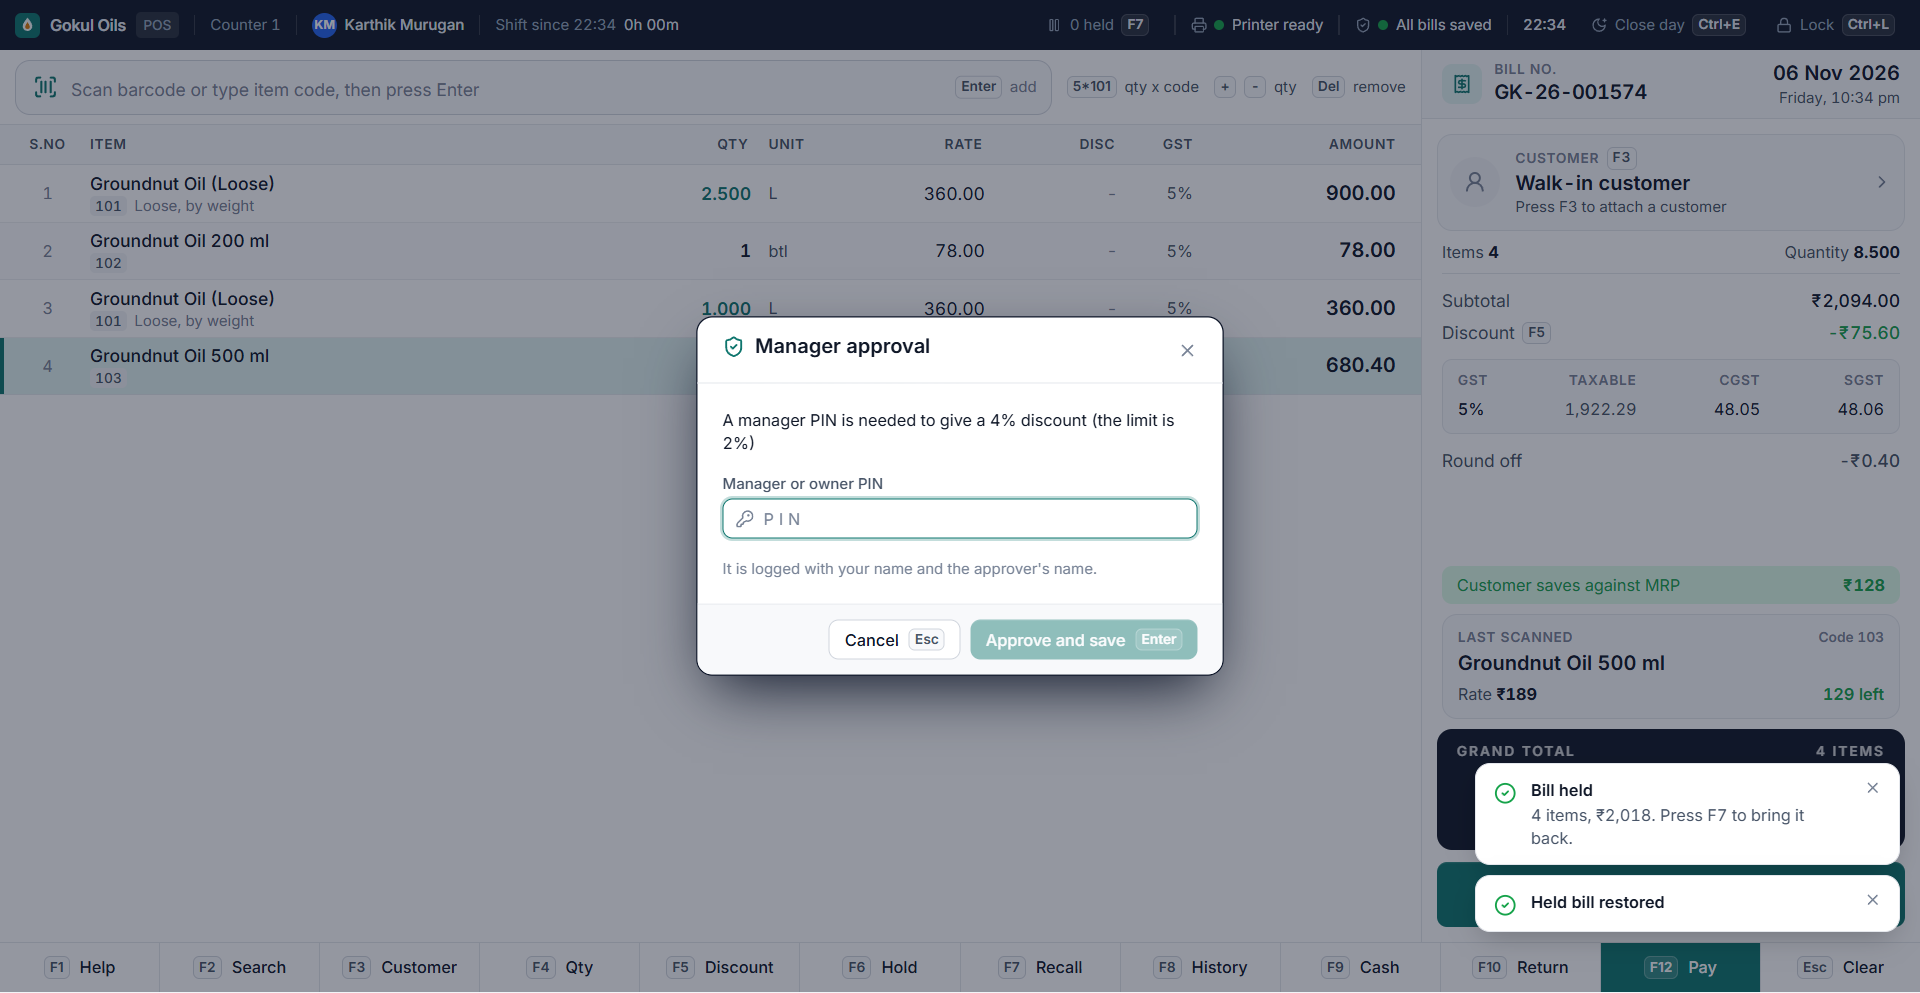 Gokul Oils POS Counter 1 KM Karthik Murugan Shift since 22:34 0h 00m 0 held F7 Printer ready All bills saved 22:34 Close day Ctrl+E Lock Ctrl+L
Scan barcode or type item code, then press Enter Enter add 5*101 qty x code + - qty Del remove
S.NO ITEM QTY UNIT RATE DISC GST AMOUNT
1 Groundnut Oil (Loose) 2.500 L 360.00 - 5% 900.00
101 Loose, by weight
2 Groundnut Oil 200 ml 1 btl 78.00 - 5% 78.00
102
3 Groundnut Oil (Loose) 1.000 L 360.00 - 5% 360.00
101 Loose, by weight
4 Groundnut Oil 500 ml 680.40
103
Manager approval
A manager PIN is needed to give a 4% discount (the limit is
2%)
Manager or owner PIN
PIN
It is logged with your name and the approver's name.
Cancel Esc Approve and save Enter
BILL NO.
GK-26-001574
06 Nov 2026
Friday, 10:34 pm
CUSTOMER F3
Walk-in customer
Press F3 to attach a customer
Items 4 Quantity 8.500
Subtotal ₹2,094.00
Discount F5 -₹75.60
GST TAXABLE CGST SGST
5% 1,922.29 48.05 48.06
Round off -₹0.40
Customer saves against MRP ₹128
LAST SCANNED Code 103
Groundnut Oil 500 ml
Rate ₹189 129 left
GRAND TOTAL 4 ITEMS
Bill held
4 items, ₹2,018. Press F7 to bring it
back.
Held bill restored
F1 Help F2 Search F3 Customer F4 Qty F5 Discount F6 Hold F7 Recall F8 History F9 Cash F10 Return F12 Pay Esc Clear